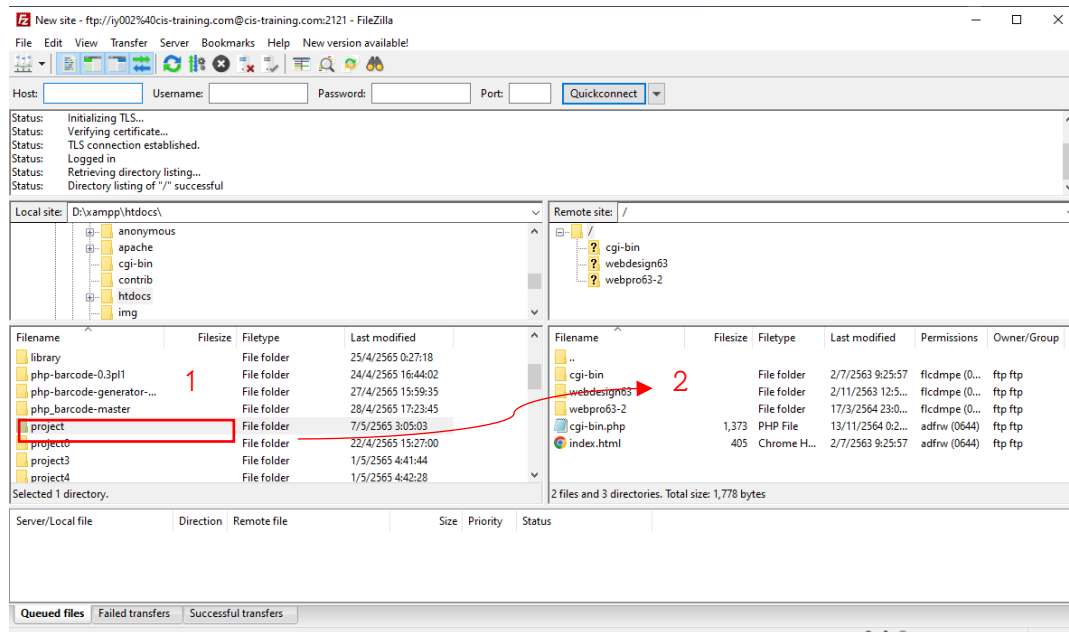 New site - ftp://iy002%40cis-training.com@cis-training.com:2121 - FileZilla
File Edit View Transfer Server Bookmarks Help New version available!
Host: Username: Password: Port: Quickconnect
Status: Initializing TLS...
Status: Verifying certificate...
Status: TLS connection established.
Status: Logged in
Status: Retrieving directory listing...
Status: Directory listing of "/" successful
Local site: D:\xampp\htdocs\
anonymous
apache
cgi-bin
contrib
htdocs
img
Remote site: /
/
cgi-bin
webdesign63
webpro63-2
Filename Filesize Filetype Last modified
library File folder 25/4/2565 0:27:18
php-barcode-0.3pl1 File folder 24/4/2565 16:44:02
php-barcode-generator-... File folder 27/4/2565 15:59:35
php_barcode-master File folder 28/4/2565 17:23:45
project File folder 7/5/2565 3:05:03
project0 File folder 22/4/2565 15:27:00
project3 File folder 1/5/2565 4:41:44
project4 File folder 1/5/2565 4:42:28
1
Selected 1 directory.
Filename Filesize Filetype Last modified Permissions Owner/Group
..
cgi-bin File folder 2/7/2563 9:25:57 flcdmpe (0... ftp ftp
webdesign63 File folder 2/11/2563 12:5... flcdmpe (0... ftp ftp
webpro63-2 File folder 17/3/2564 23:0... flcdmpe (0... ftp ftp
cgi-bin.php 1,373 PHP File 13/11/2564 0:2... adfrw (0644) ftp ftp
index.html 405 Chrome H... 2/7/2563 9:25:57 adfrw (0644) ftp ftp
2
2 files and 3 directories. Total size: 1,778 bytes
Server/Local file Direction Remote file Size Priority Status
Queued files Failed transfers Successful transfers